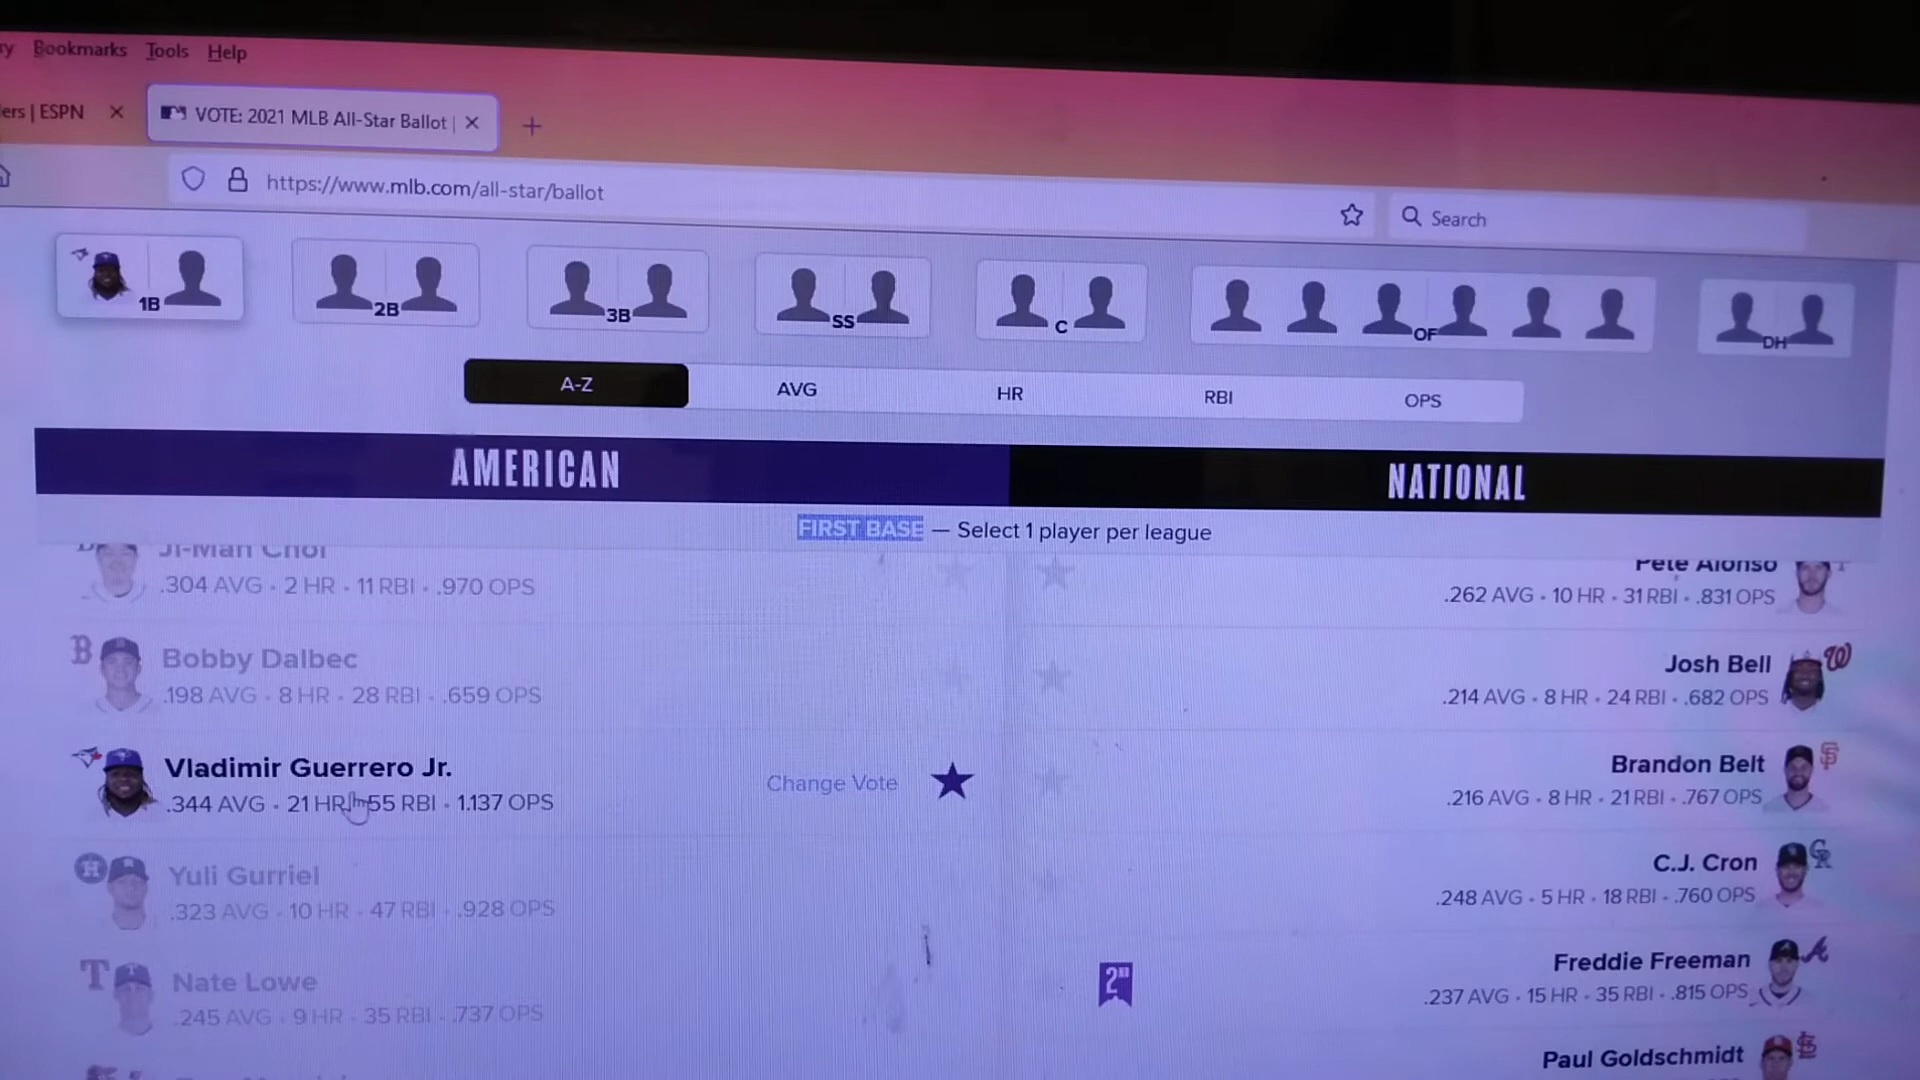 Bookmarks Tools Help
ers | ESPN
VOTE: 2021 MLB All-Star Ballot |
https://www.mlb.com/all-star/ballot
Search
1B
2B
3B
SS
C
OF
DH
A-Z
AVG
HR
RBI
OPS
AMERICAN
NATIONAL
FIRST BASE — Select 1 player per league
Ji-Man Choi
.304 AVG · 2 HR · 11 RBI · .970 OPS
Pete Alonso
.262 AVG · 10 HR · 31 RBI · .831 OPS
B
Bobby Dalbec
.198 AVG · 8 HR · 28 RBI · .659 OPS
Josh Bell
W
.214 AVG · 8 HR · 24 RBI · .682 OPS
Vladimir Guerrero Jr.
.344 AVG · 21 HR · 55 RBI · 1.137 OPS
Change Vote
Brandon Belt
SF
.216 AVG · 8 HR · 21 RBI · .767 OPS
H
Yuli Gurriel
.323 AVG · 10 HR · 47 RBI · .928 OPS
C.J. Cron
CR
.248 AVG · 5 HR · 18 RBI · .760 OPS
T
Nate Lowe
.245 AVG · 9 HR · 35 RBI · .737 OPS
2ND
Freddie Freeman
A
.237 AVG · 15 HR · 35 RBI · .815 OPS
Paul Goldschmidt
STL